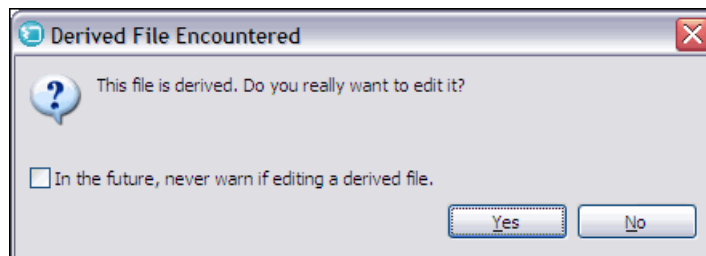 Derived File Encountered
This file is derived. Do you really want to edit it?
In the future, never warn if editing a derived file.
Yes No